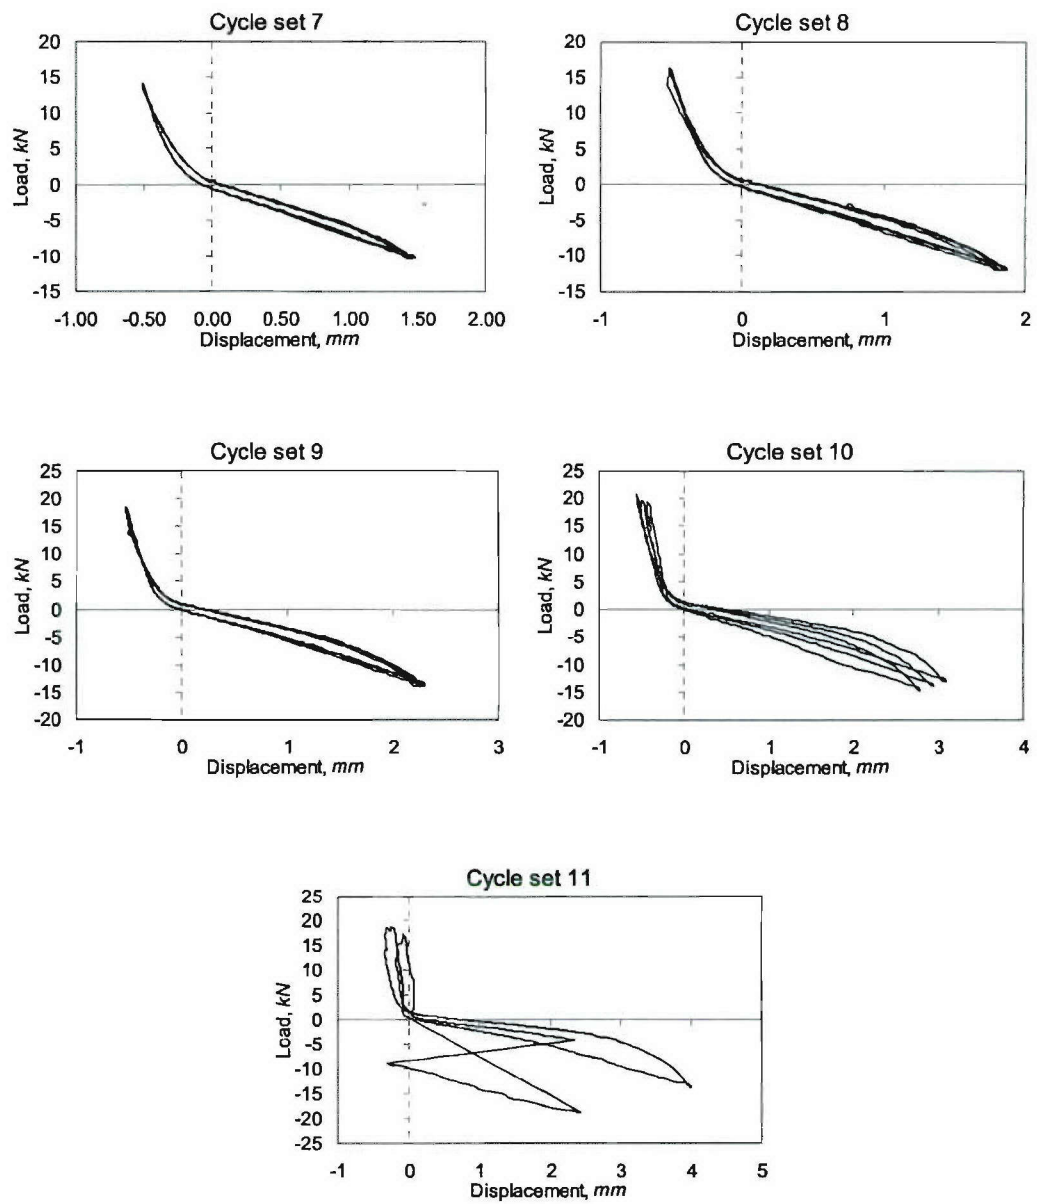 Cycle set 7
20
15
10
5
0
-5
-10
-15
Load, kN
-1.00 -0.50 0.00 0.50 1.00 1.50 2.00
Displacement, mm
Cycle set 8
20
15
10
5
0
-5
-10
-15
Load, kN
-1 0 1 2
Displacement, mm
Cycle set 9
25
20
15
10
5
0
-5
-10
-15
-20
Load, kN
-1 0 1 2 3
Displacement, mm
Cycle set 10
25
20
15
10
5
0
-5
-10
-15
-20
Load, kN
-1 0 1 2 3 4
Displacement, mm
Cycle set 11
25
20
15
10
5
0
-5
-10
-15
-20
-25
Load, kN
-1 0 1 2 3 4 5
Displacement, mm